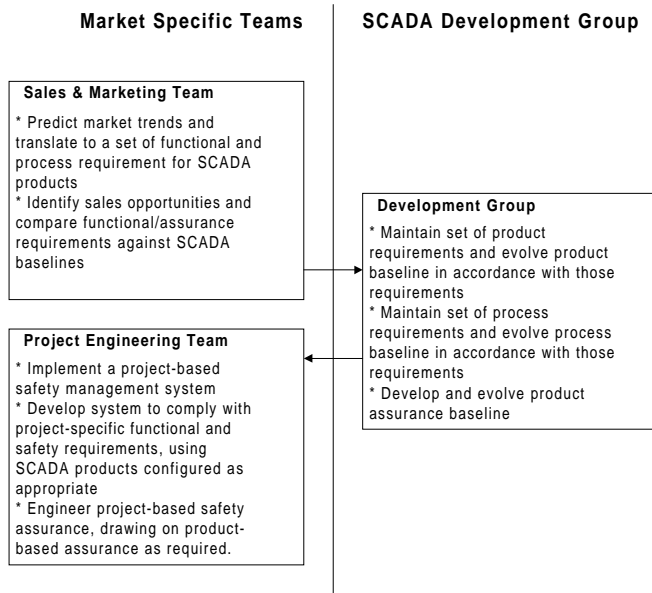 Market Specific Teams
SCADA Development Group
Sales & Marketing Team
* Predict market trends and
translate to a set of functional and
process requirement for SCADA
products
* Identify sales opportunities and
compare functional/assurance
requirements against SCADA
baselines
Development Group
* Maintain set of product
requirements and evolve product
baseline in accordance with those
requirements
* Maintain set of process
requirements and evolve process
baseline in accordance with those
requirements
* Develop and evolve product
assurance baseline
Project Engineering Team
* Implement a project-based
safety management system
* Develop system to comply with
project-specific functional and
safety requirements, using
SCADA products configured as
appropriate
* Engineer project-based safety
assurance, drawing on product-
based assurance as required.